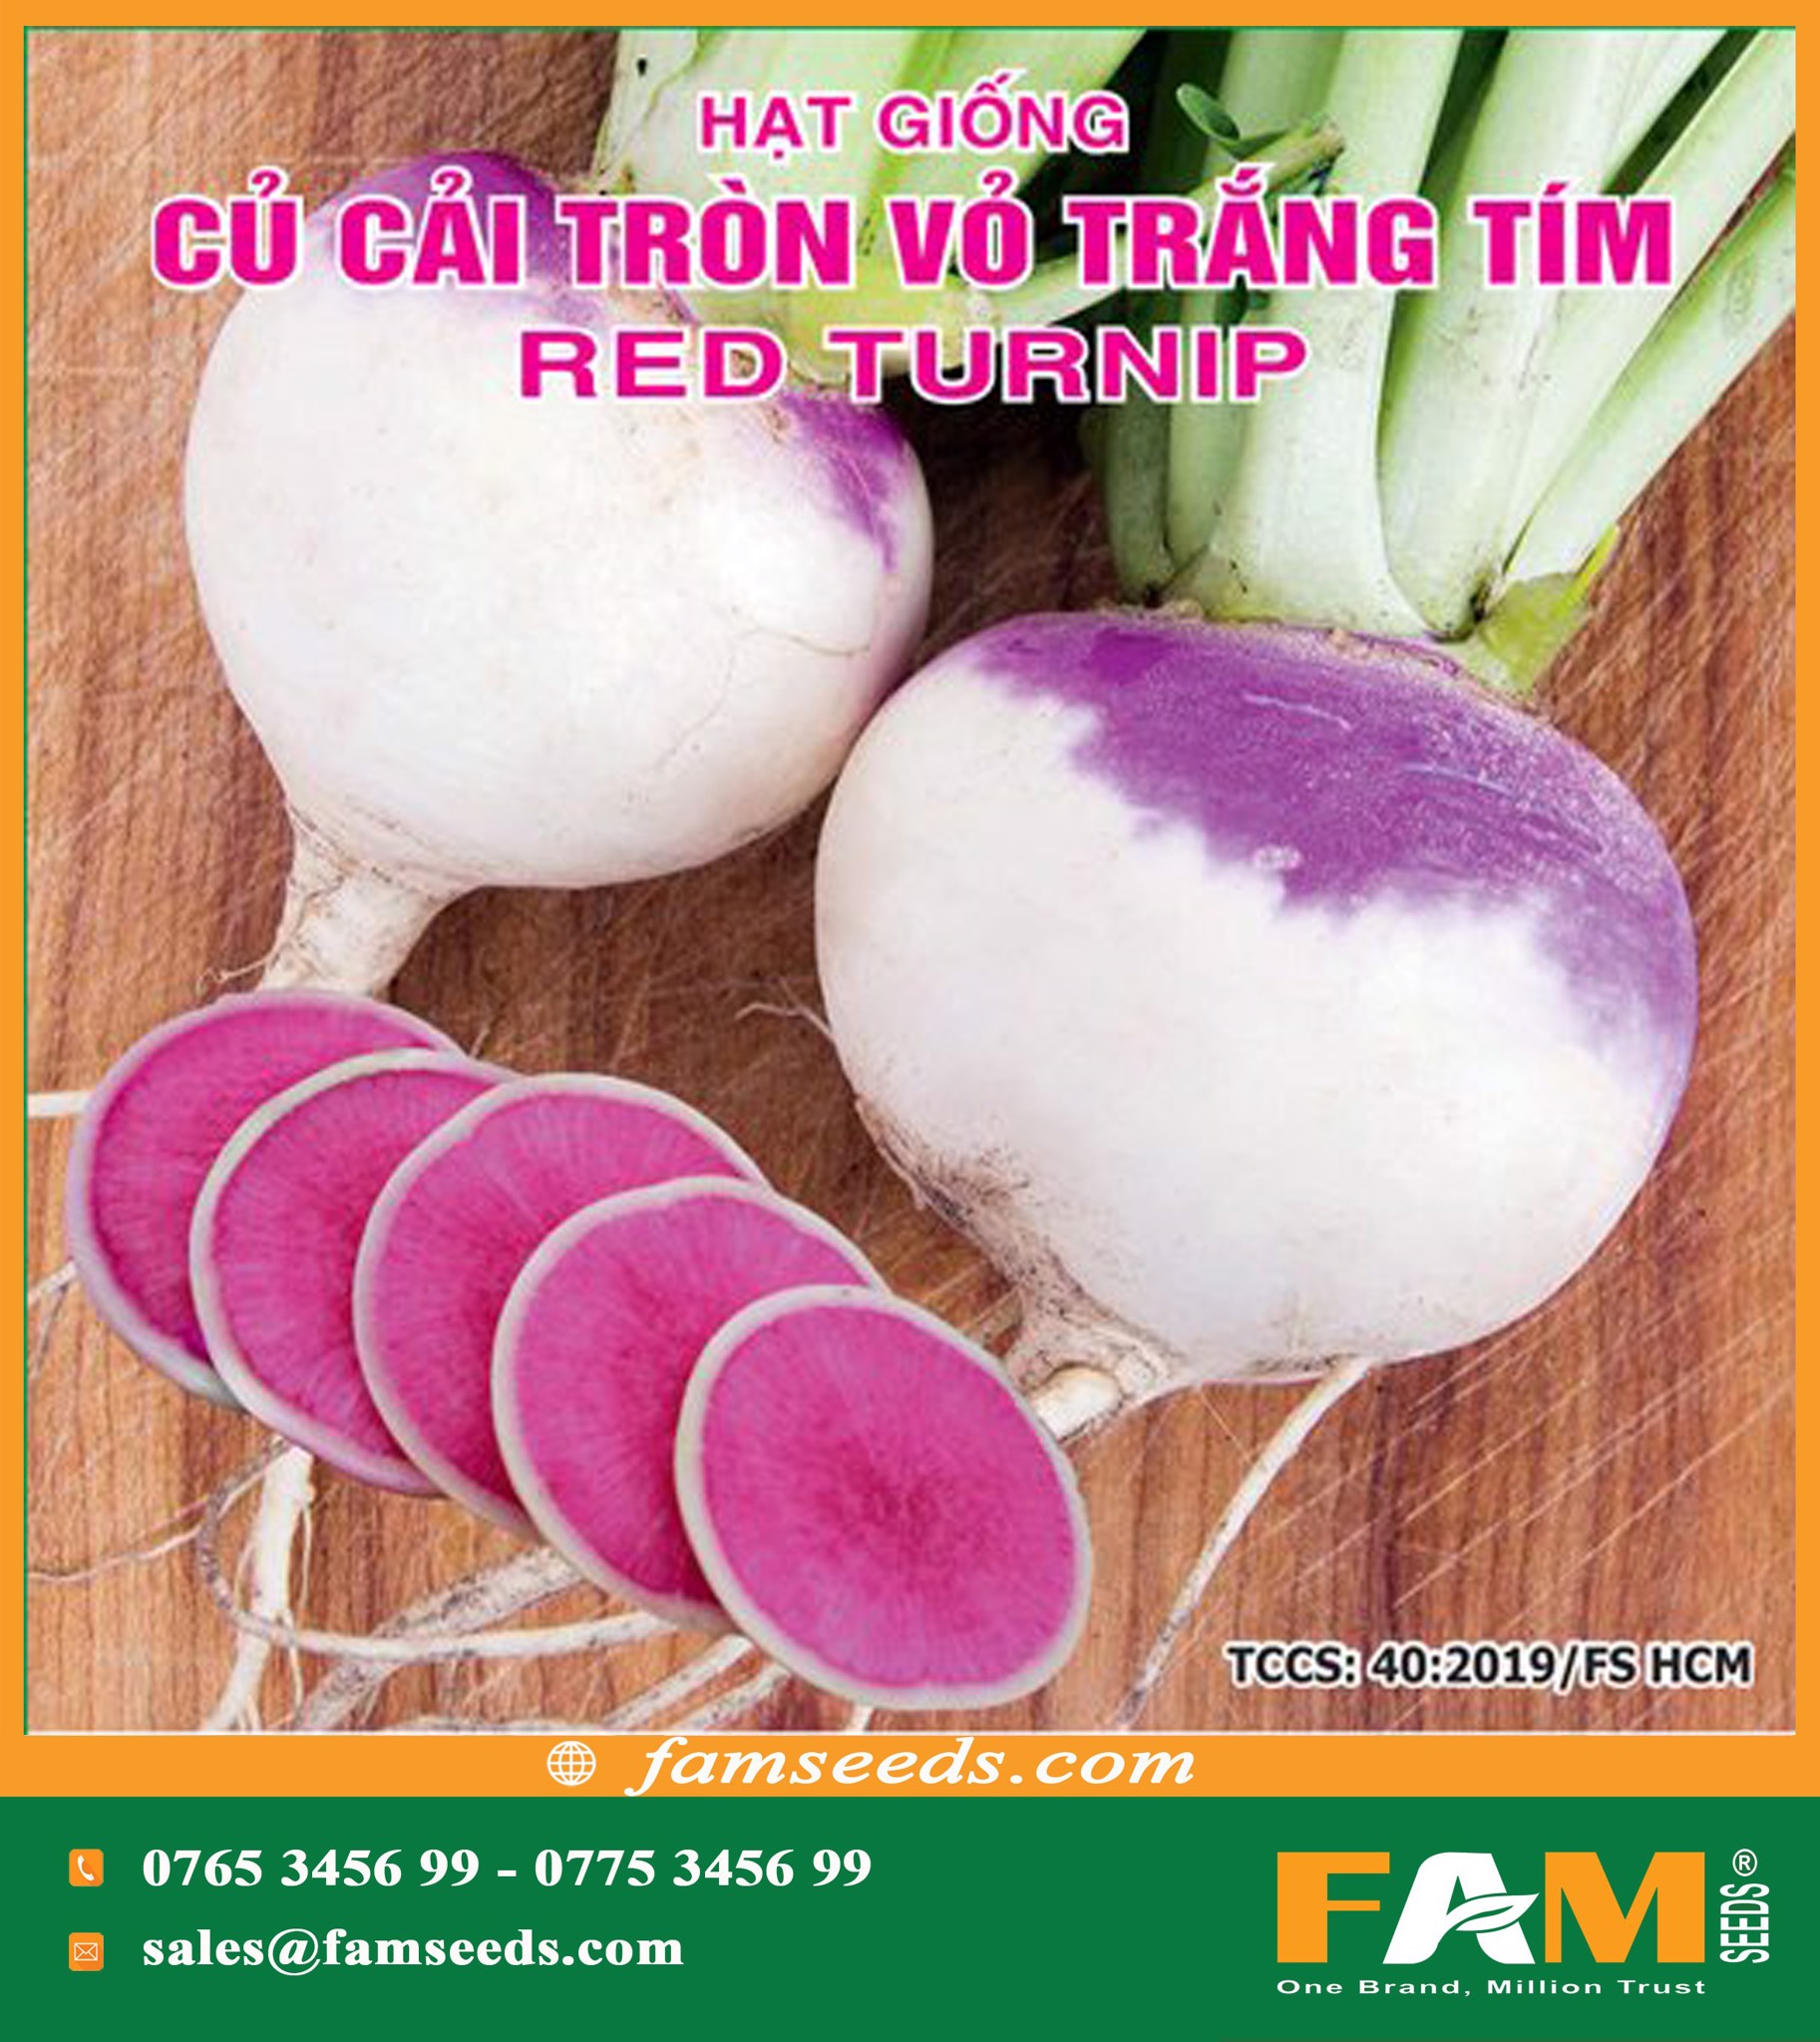 HẠT GIỐNG
CỦ CẢI TRÒN VỎ TRẮNG TÍM
RED TURNIP
TCCS: 40:2019/FS HCM
famseeds.com
0765 3456 99 - 0775 3456 99
sales@famseeds.com
FAM
SEEDS®
One Brand, Million Trust